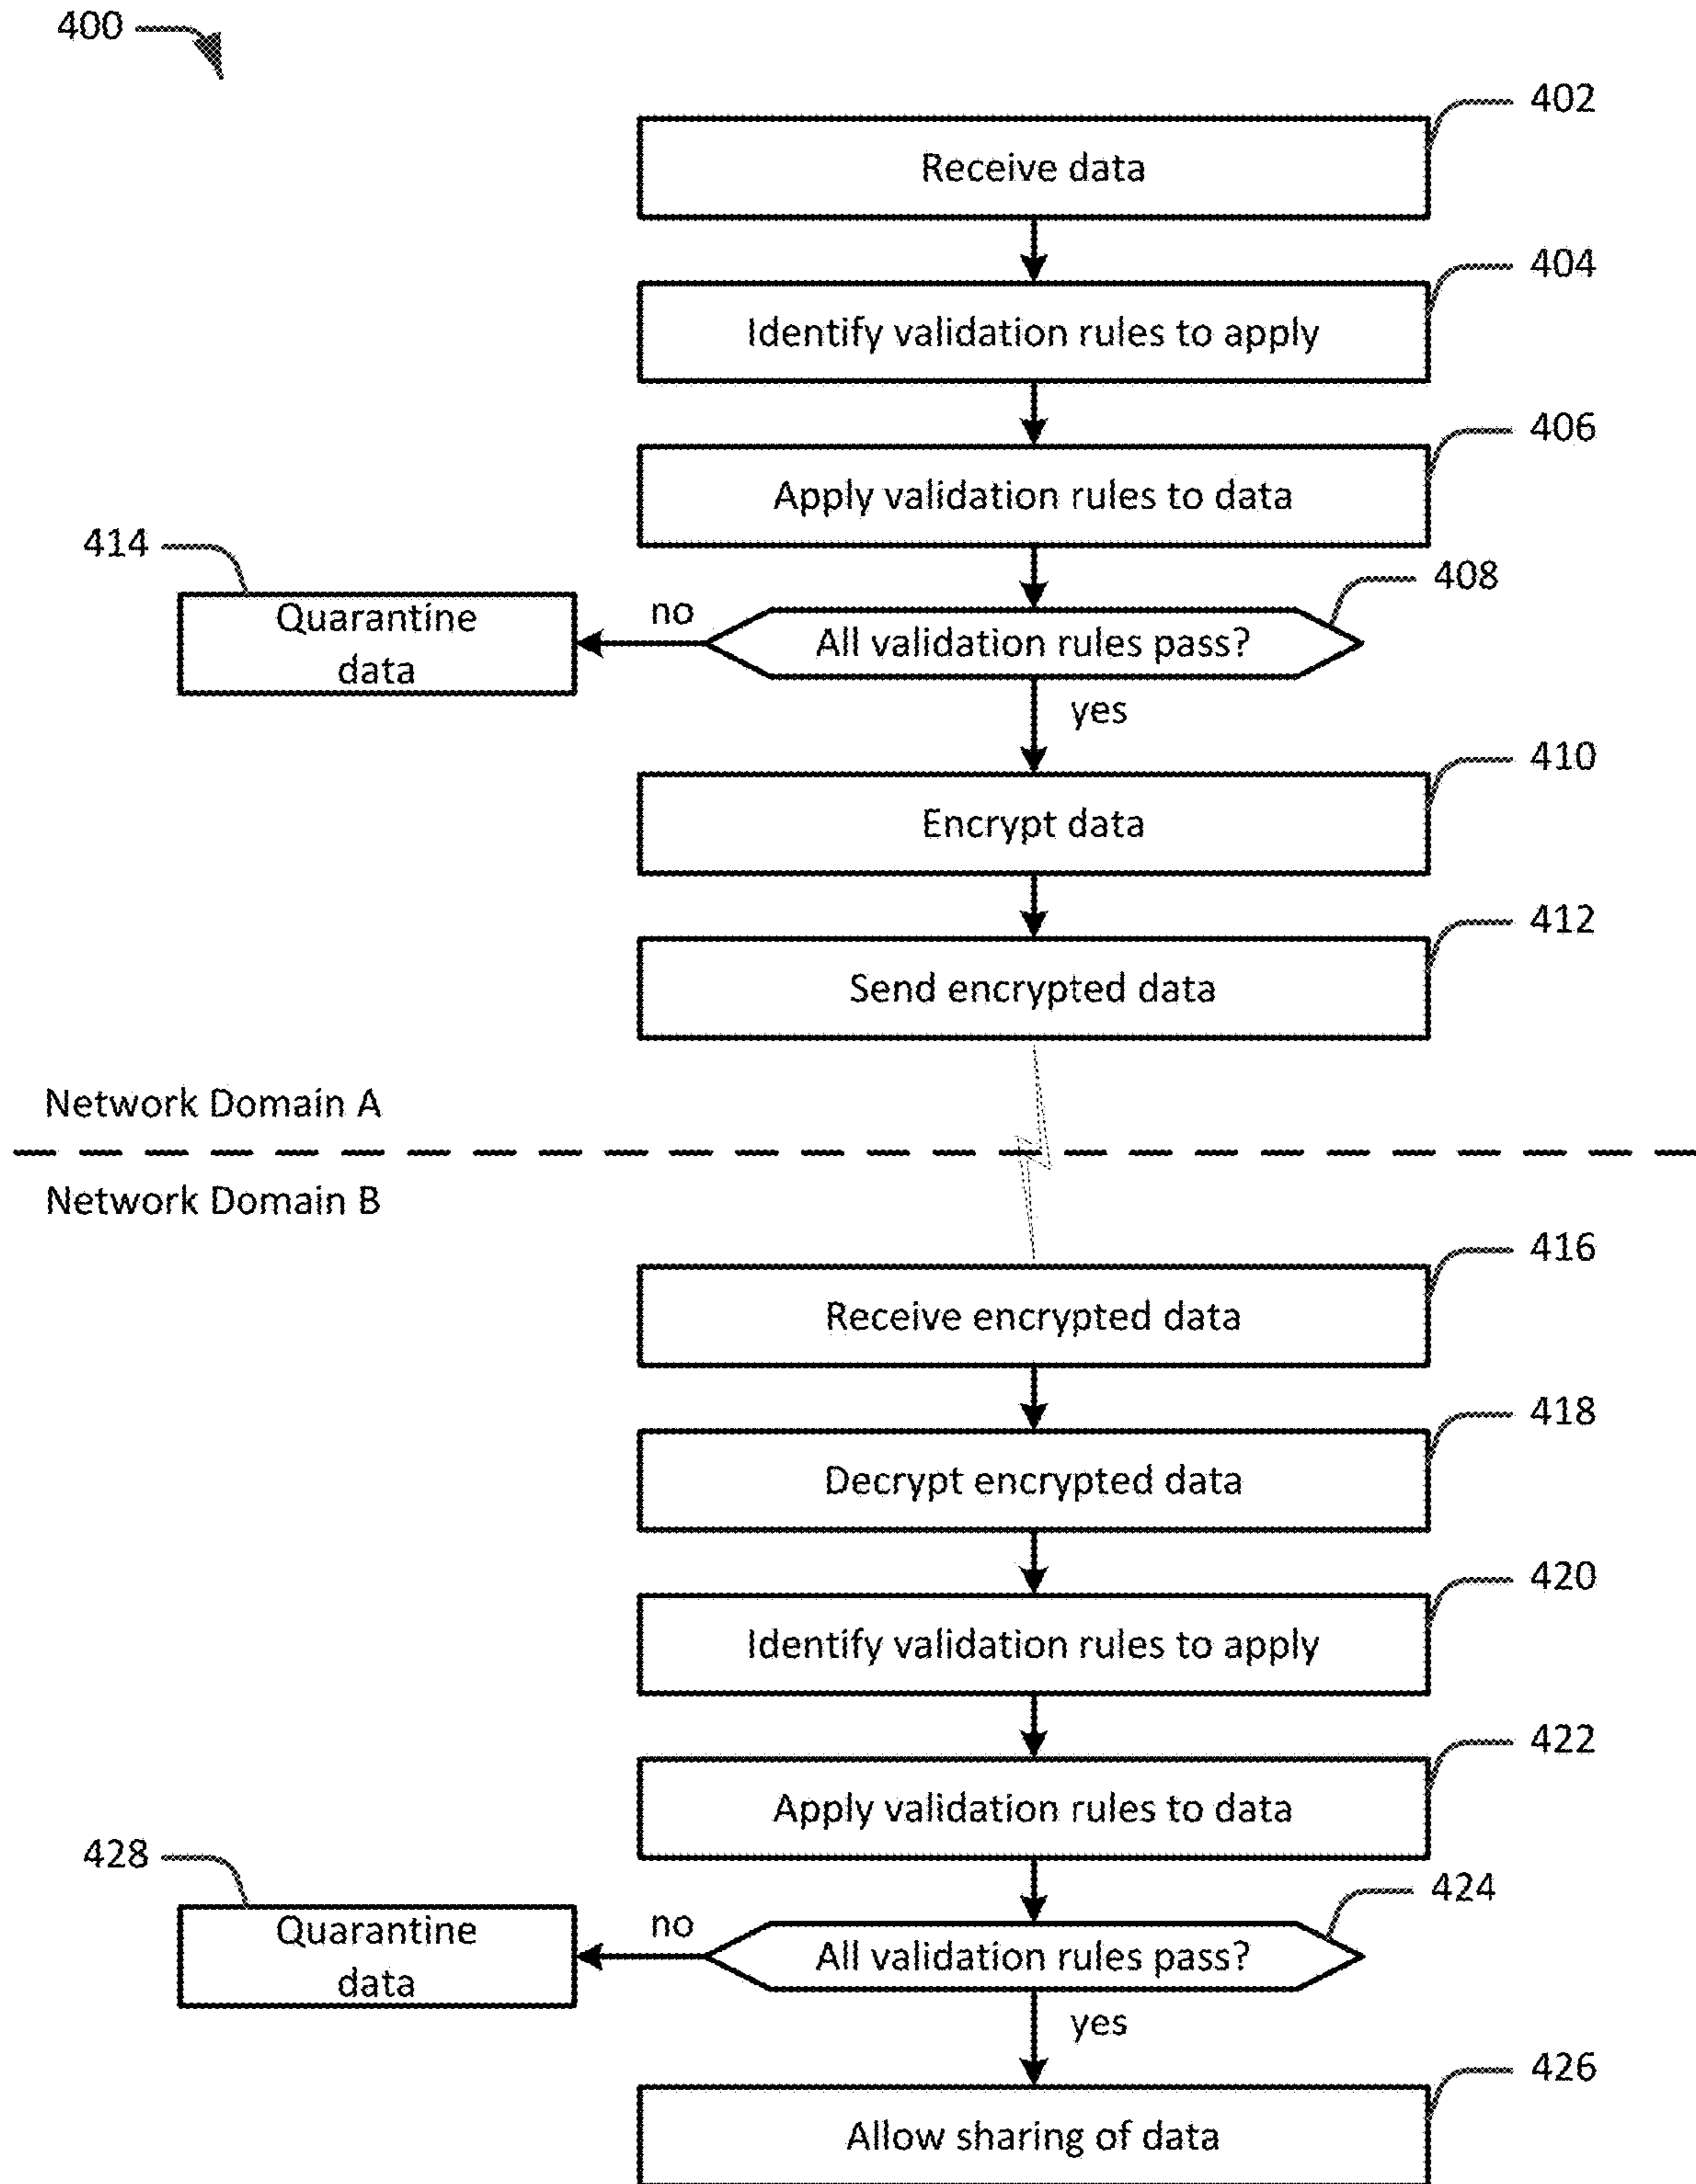 400
402
Receive data
404
Identify validation rules to apply
406
Apply validation rules to data
414
408
Quarantine
data
no
All validation rules pass?
yes
410
Encrypt data
412
Send encrypted data
Network Domain A
Network Domain B
416
Receive encrypted data
418
Decrypt encrypted data
420
Identify validation rules to apply
422
Apply validation rules to data
428
424
Quarantine
data
no
All validation rules pass?
yes
426
Allow sharing of data